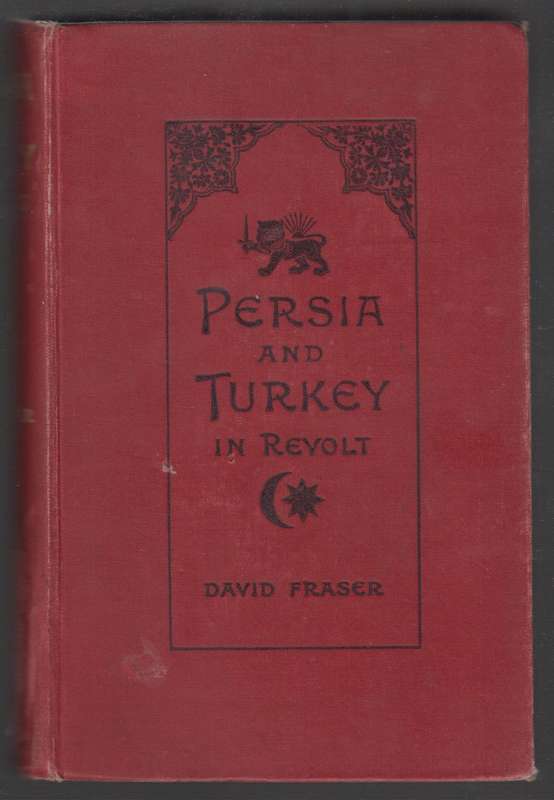 PERSIA
AND
TURKEY
IN REVOLT
DAVID FRASER